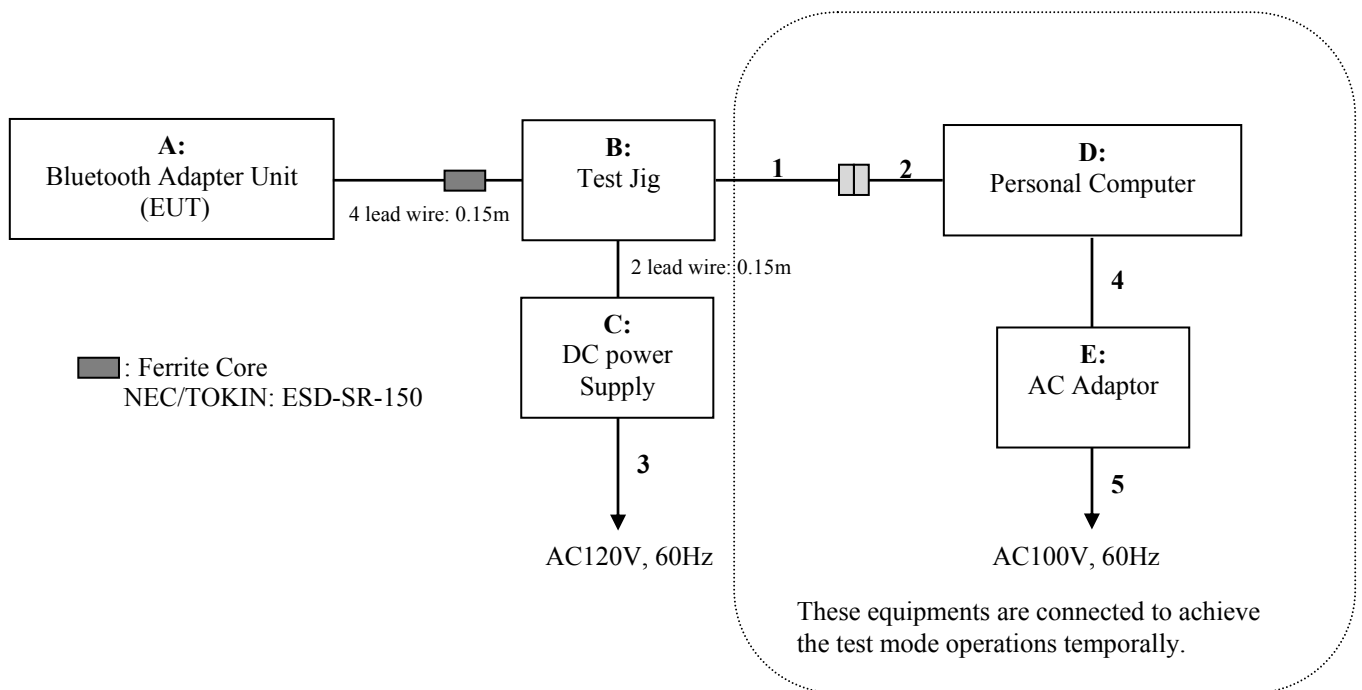 A:
Bluetooth Adapter Unit
(EUT)
4 lead wire: 0.15m
B:
Test Jig
1
2
D:
Personal Computer
2 lead wire: 0.15m
4
C:
DC power
Supply
E:
AC Adaptor
: Ferrite Core
NEC/TOKIN: ESD-SR-150
3
5
AC120V, 60Hz
AC100V, 60Hz
These equipments are connected to achieve
the test mode operations temporally.